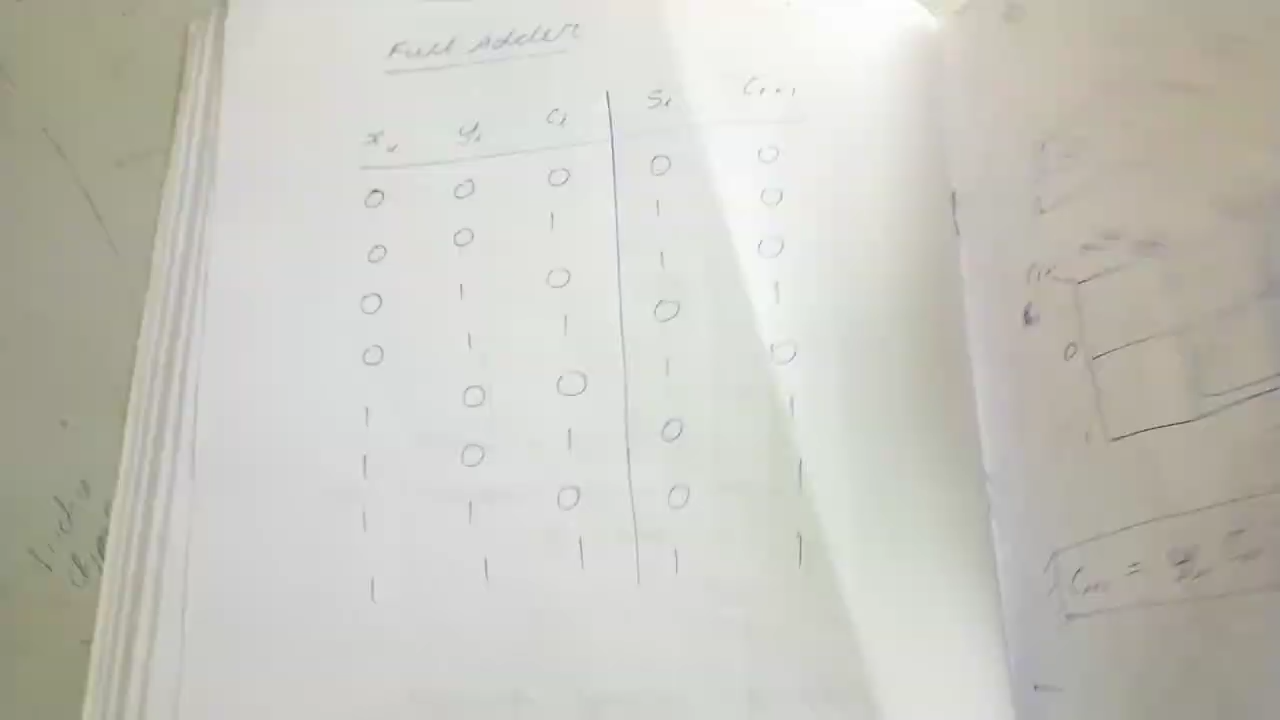 Full Adder
xᵢ yᵢ cᵢ Sᵢ Cᵢ₊₁
0 0 0 0 0
0 0 1 1 0
0 1 0 1 0
0 1 1 0 1
1 0 0 1 0
1 0 1 0 1
1 1 0 0 1
1 1 1 1 1
0